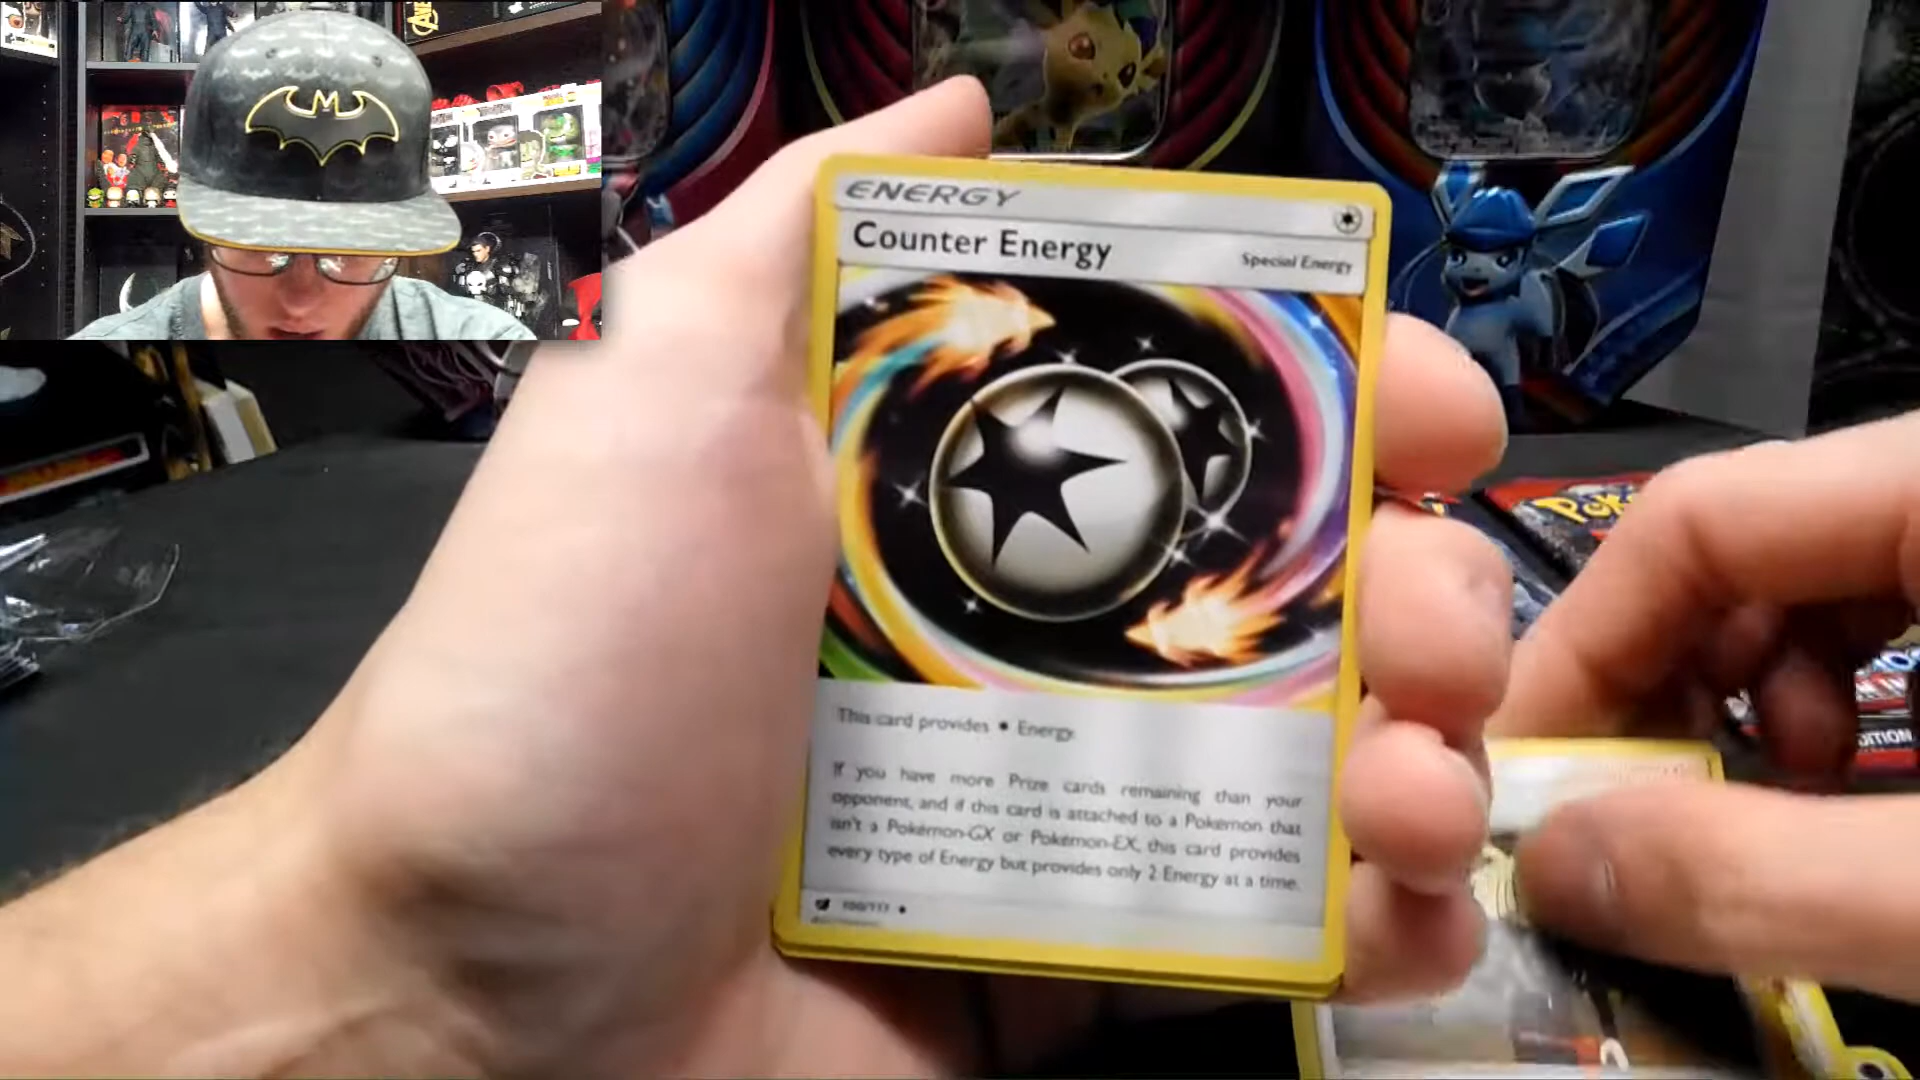 M
ENERGY
Counter Energy
Special Energy
This card provides • Energy.
If you have more Prize cards remaining than your
opponent, and if this card is attached to a Pokémon that
isn't a Pokémon-GX or Pokémon-EX, this card provides
every type of Energy but provides only 2 Energy at a time.
100/111